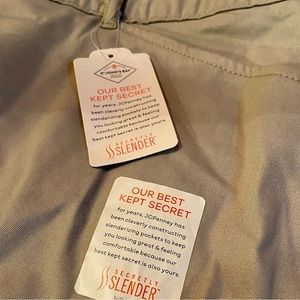 ST. JOHN'S BAY
OUR BEST
KEPT SECRET
for years, JCPenney has
been cleverly constructing
slenderizing pockets to keep
you looking great & feeling
comfortable because our
best kept secret is also yours.
SECRETLY
SLENDER
OUR BEST
KEPT SECRET
for years, JCPenney has
been cleverly constructing
slenderizing pockets to keep
you looking great & feeling
comfortable because our
best kept secret is also yours.
SECRETLY
SLENDER